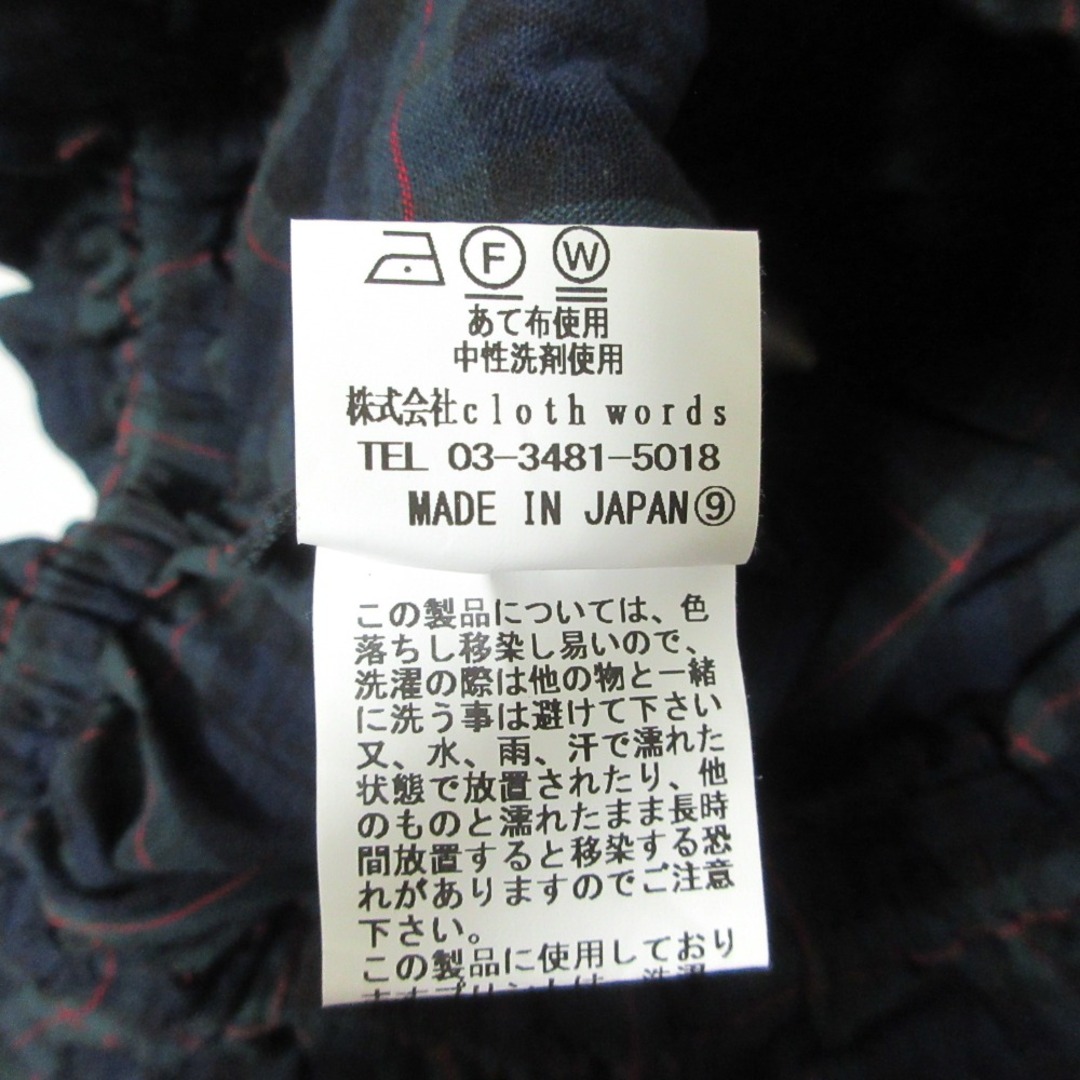 F W
あて布使用
中性洗剤使用
株式会社cloth words
TEL 03-3481-5018
MADE IN JAPAN⑨
この製品については、色
落ちし移染し易いので、
洗濯の際は他の物と一緒
に洗う事は避けて下さい
又、水、雨、汗で濡れた
状態で放置されたり、他
のものと濡れたまま長時
間放置すると移染する恐
れがありますのでご注意
下さい。
この製品に使用しており